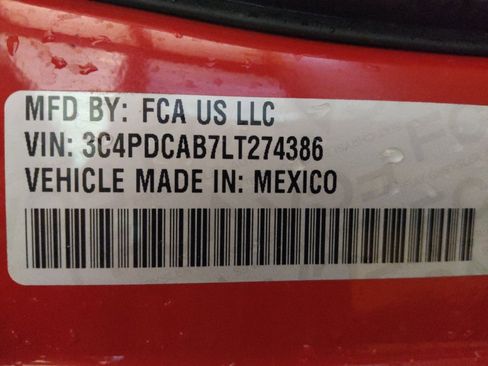 MFD BY: FCA US LLC
VIN: 3C4PDCAB7LT274386
VEHICLE MADE IN: MEXICO